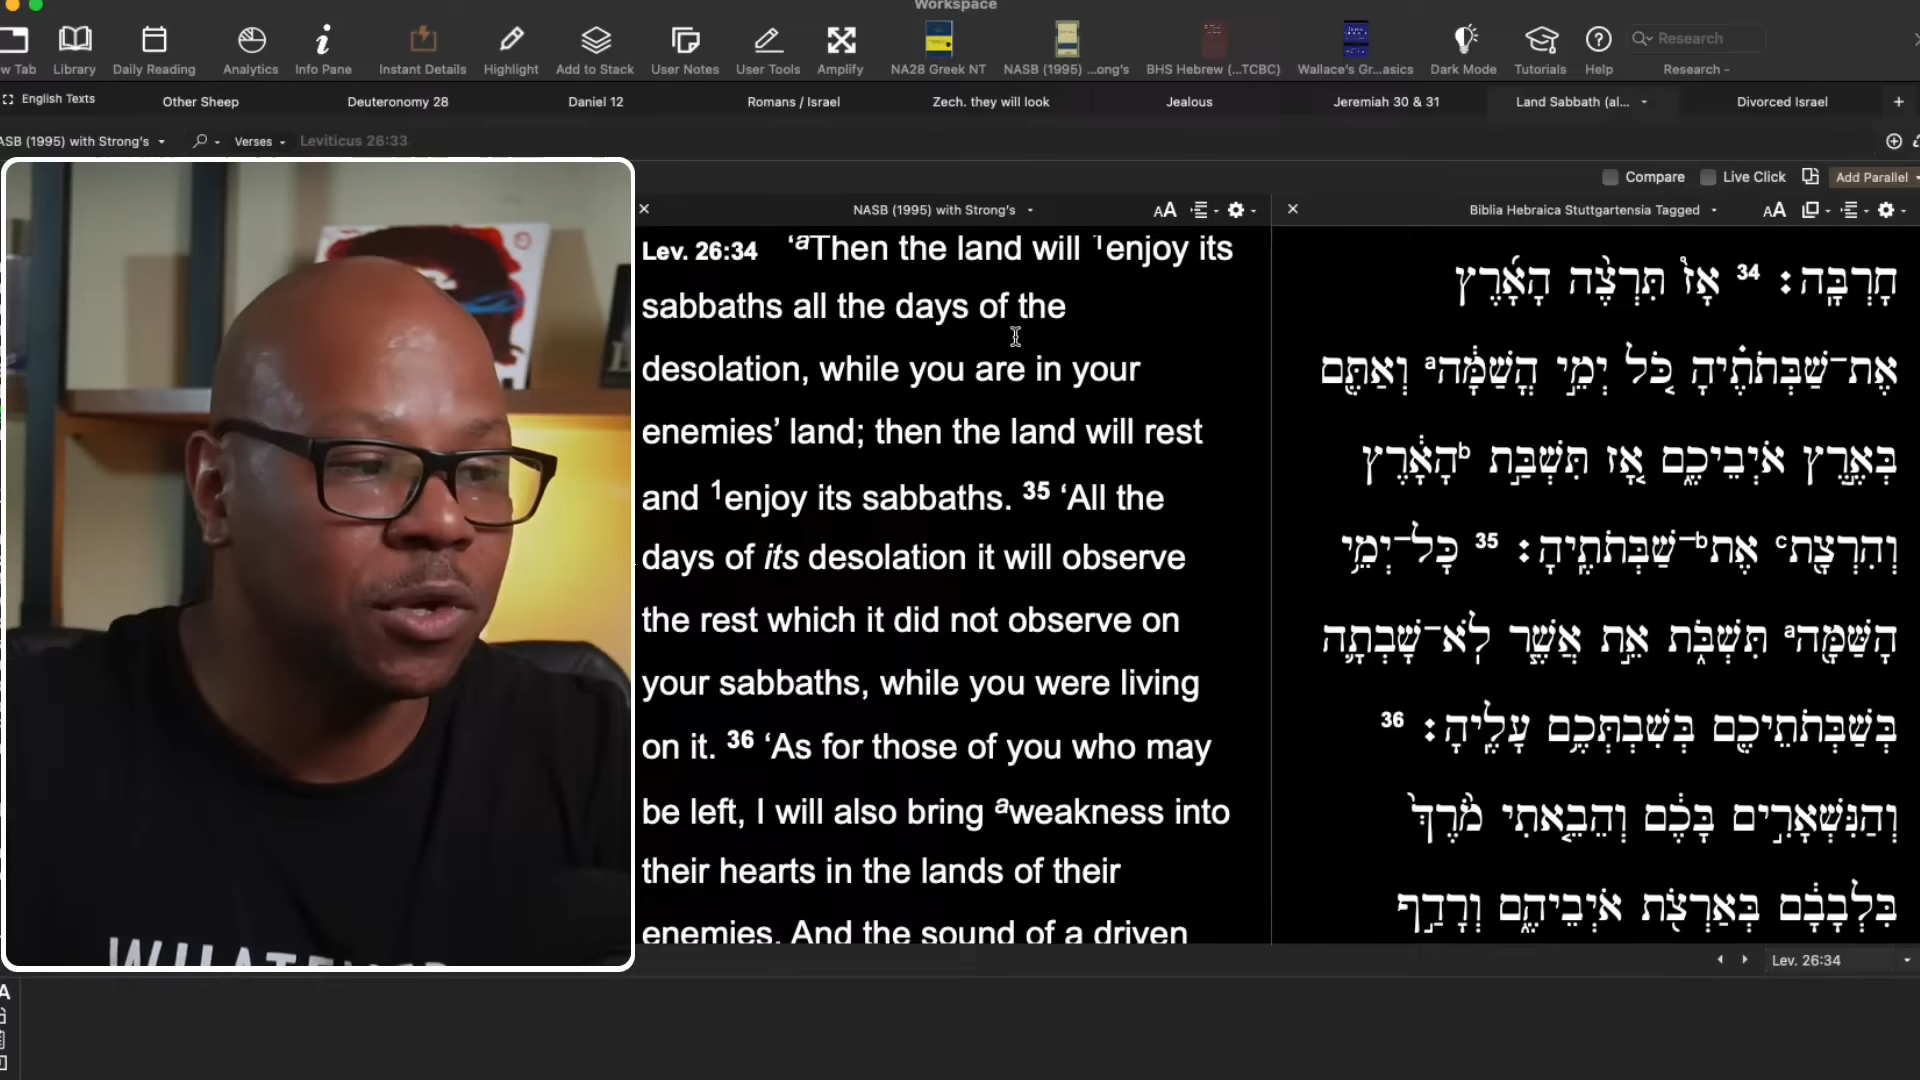 Workspace
w Tab Library Daily Reading Analytics Info Pane Instant Details Highlight Add to Stack User Notes User Tools Amplify NA28 Greek NT NASB (1995) ...ong's BHS Hebrew (...TCBC) Wallace's Gr...asics Dark Mode Tutorials Help Research -
Research
English Texts Other Sheep Deuteronomy 28 Daniel 12 Romans / Israel Zech. they will look Jealous Jeremiah 30 & 31 Land Sabbath (al... Divorced Israel +
ASB (1995) with Strong's Verses Leviticus 26:33
Compare Live Click Add Parallel
NASB (1995) with Strong's
Lev. 26:34 ‘aThen the land will 1enjoy its
sabbaths all the days of the
desolation, while you are in your
enemies’ land; then the land will rest
and 1enjoy its sabbaths. 35 ‘All the
days of its desolation it will observe
the rest which it did not observe on
your sabbaths, while you were living
on it. 36 ‘As for those of you who may
be left, I will also bring aweakness into
their hearts in the lands of their
enemies. And the sound of a driven
Biblia Hebraica Stuttgartensia Tagged
חָרְבָּֽה׃ 34 אָז֩ תִּרְצֶ֨ה הָאָ֜רֶץ
אֶת־שַׁבְּתֹתֶ֗יהָ כֹּ֚ל יְמֵ֣י הֳשַׁמָּ֔הa וְאַתֶּ֖ם
בְּאֶ֣רֶץ אֹיְבֵיכֶ֑ם אָ֚ז תִּשְׁבַּ֣ת bהָאָ֔רֶץ
וְהִרְצָ֖תc אֶתb־שַׁבְּתֹתֶֽיהָ׃ 35 כָּל־יְמֵ֥י
הָשַּׁמָּ֖הa תִּשְׁבֹּ֑ת אֵ֣ת אֲשֶׁ֧ר לֹֽא־שָׁבְתָ֛ה
בְּשַׁבְּתֹתֵיכֶ֖ם בְּשִׁבְתְּכֶ֥ם עָלֶֽיהָ׃ 36
וְהַנִּשְׁאָרִ֣ים בָּכֶ֔ם וְהֵבֵ֤אתִי מֹ֙רֶךְ֙
בִּלְבָבָ֔ם בְּאַרְצֹ֖ת אֹיְבֵיהֶ֑ם וְרָדַ֣ף
Lev. 26:34